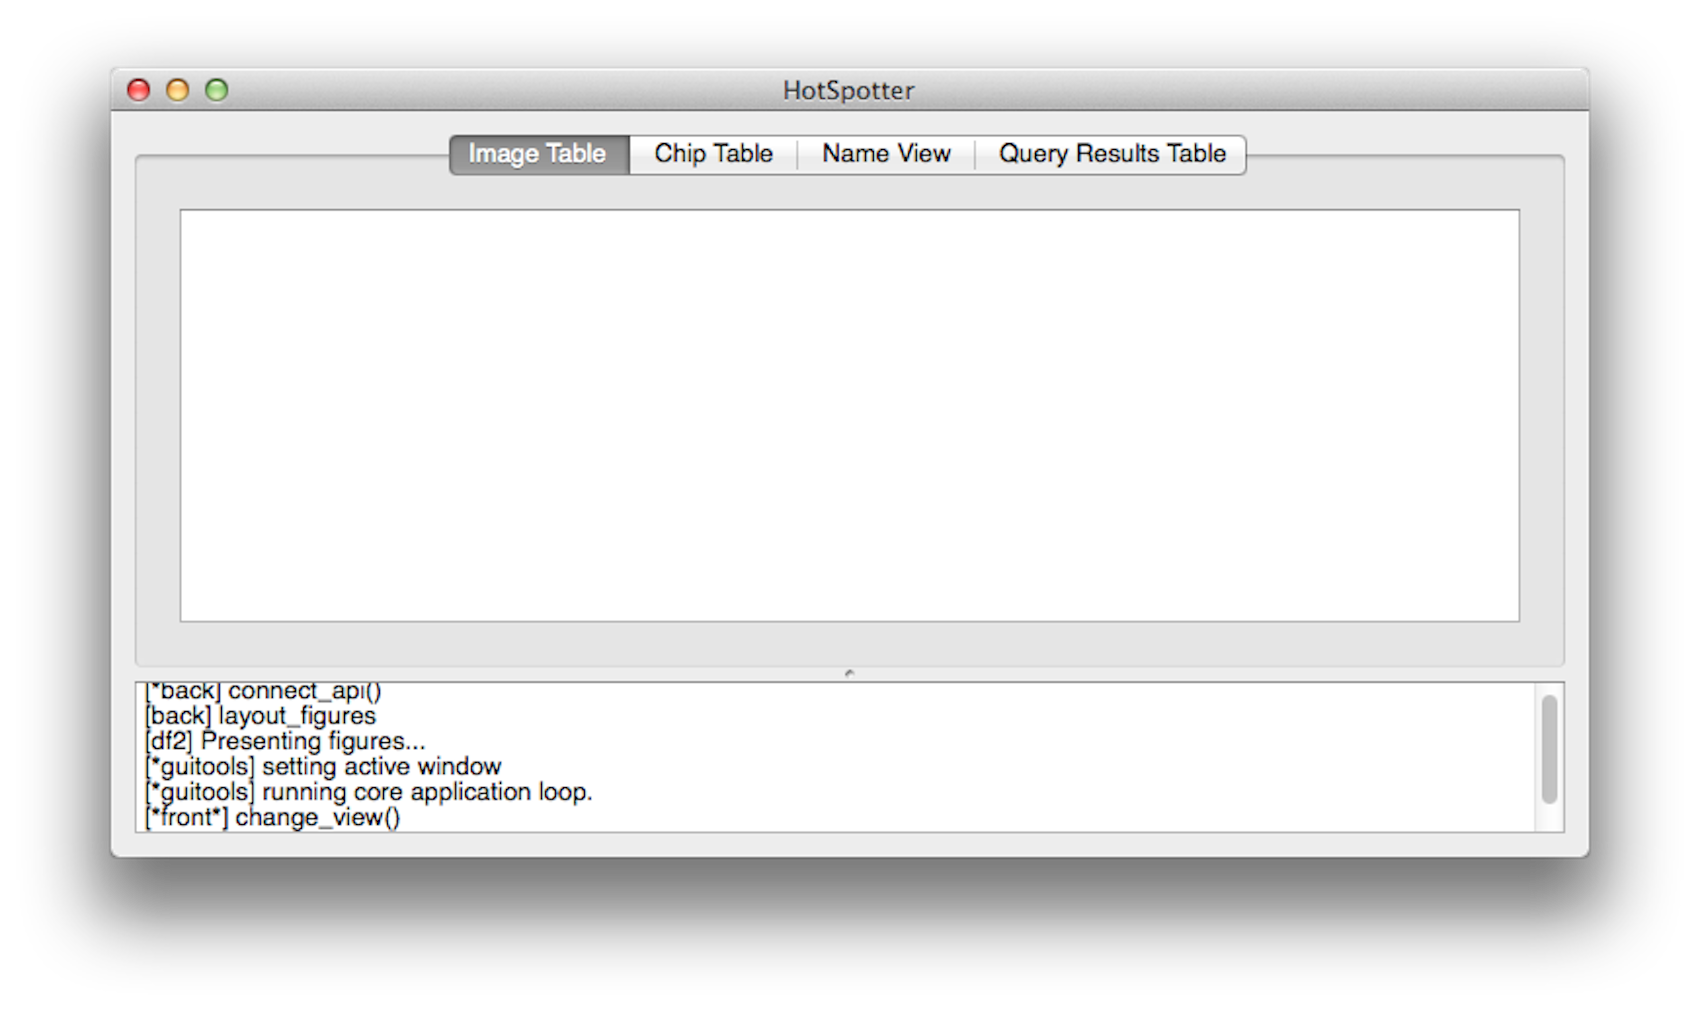 HotSpotter
Image Table Chip Table Name View Query Results Table
[*back] connect_api()
[back] layout_figures
[df2] Presenting figures...
[*guitools] setting active window
[*guitools] running core application loop.
[*front*] change_view()